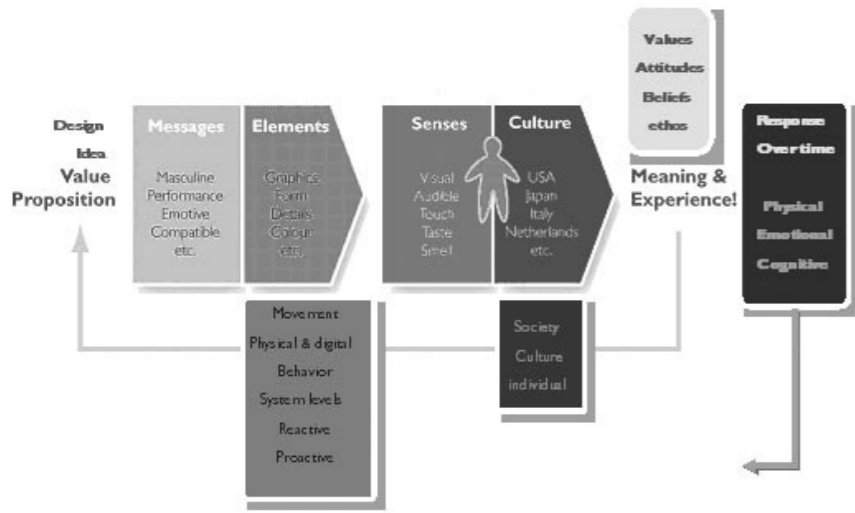 Design
Idea
Value
Proposition
Messages
Masculine
Performance
Emotive
Compatible
etc.
Elements
Graphics
Form
Details
Colour
etc.
Movement
Physical & digital
Behavior
System levels
Reactive
Proactive
Senses
Visual
Audible
Touch
Taste
Smell
Culture
USA
Japan
Italy
Netherlands
etc.
Society
Culture
individual
Values
Attitudes
Beliefs
ethos
Meaning &
Experience!
Response
Overtime
Physical
Emotional
Cognitive